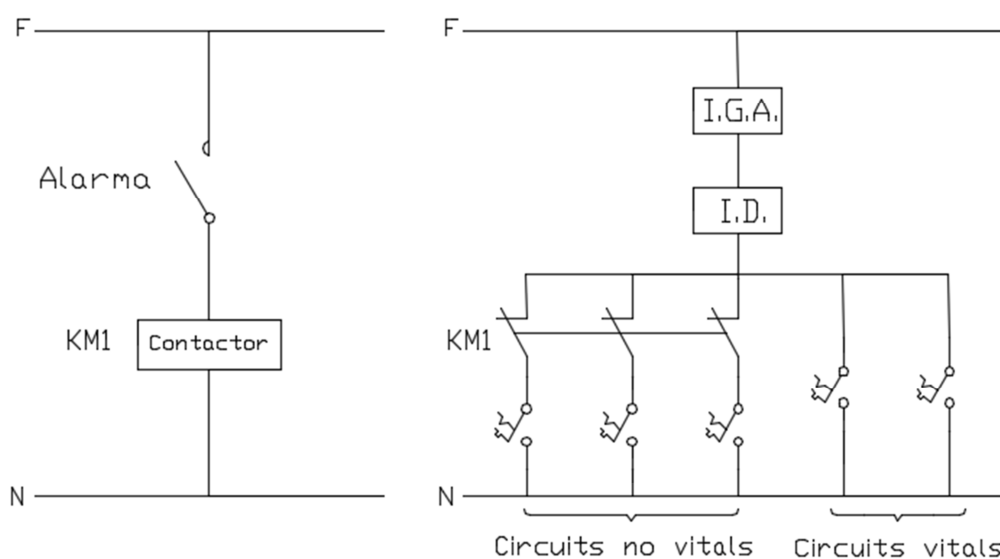 F
Alarma
KM1
Contactor
N
F
I.G.A.
I.D.
KM1
N
Circuits no vitals
Circuits vitals